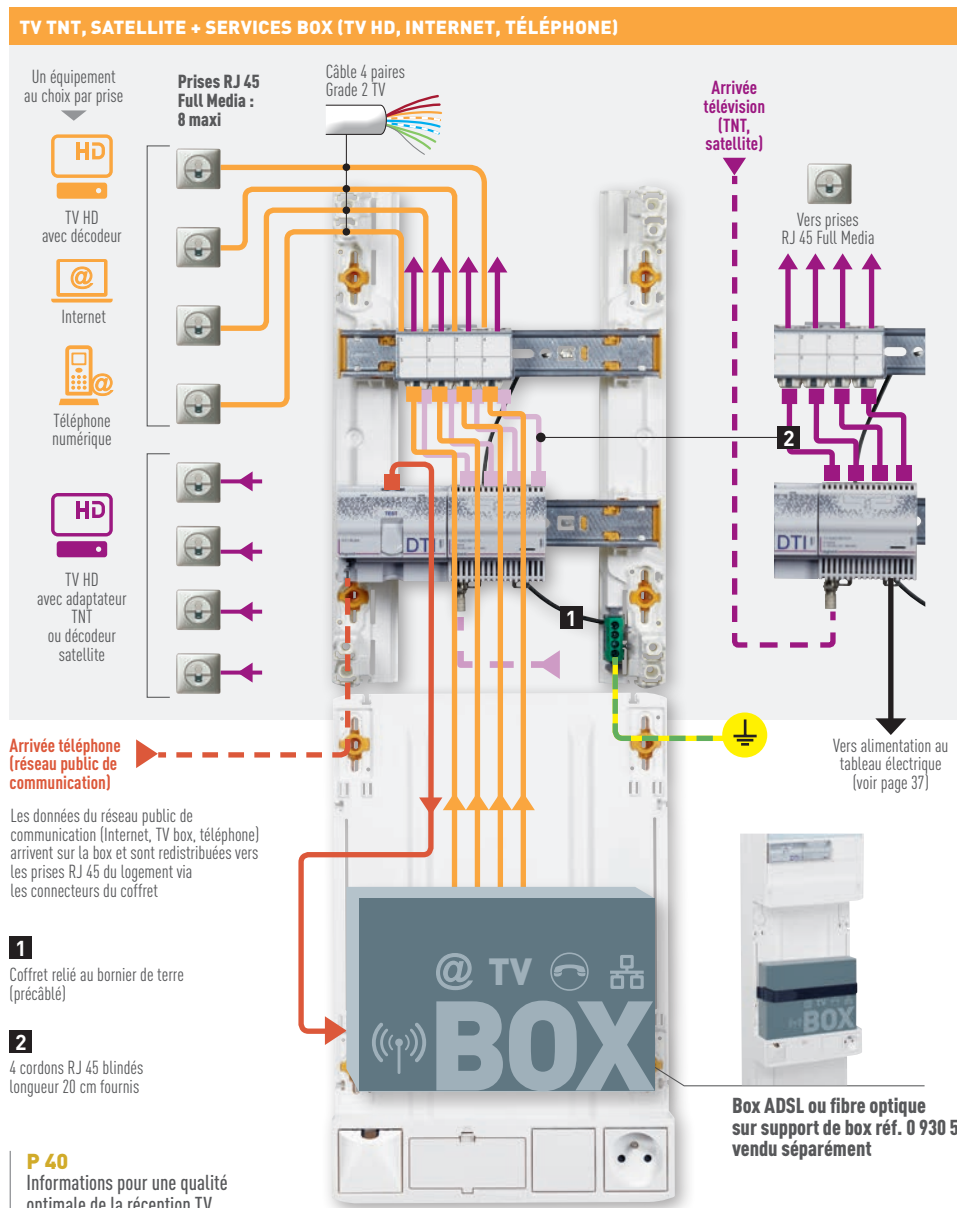 TV TNT, SATELLITE + SERVICES BOX (TV HD, INTERNET, TÉLÉPHONE)
Un équipement
au choix par prise
HD
TV HD
avec décodeur
@
Internet
@
Téléphone
numérique
HD
TV HD
avec adaptateur
TNT
ou décodeur
satellite
Prises RJ 45
Full Media :
8 maxi
Câble 4 paires
Grade 2 TV
Arrivée
télévision
(TNT,
satellite)
Vers prises
RJ 45 Full Media
1 2 3 4
2
TEST
DTI
DTI
1
Arrivée téléphone
(réseau public de
communication)
Vers alimentation au
tableau électrique
(voir page 37)
Les données du réseau public de
communication (Internet, TV box, téléphone)
arrivent sur la box et sont redistribuées vers
les prises RJ 45 du logement via
les connecteurs du coffret
1
Coffret relié au bornier de terre
(précâblé)
2
4 cordons RJ 45 blindés
longueur 20 cm fournis
@ TV
BOX
BOX
Box ADSL ou fibre optique
sur support de box réf. 0 930 5
vendu séparément
P 40
Informations pour une qualité
optimale de la réception TV